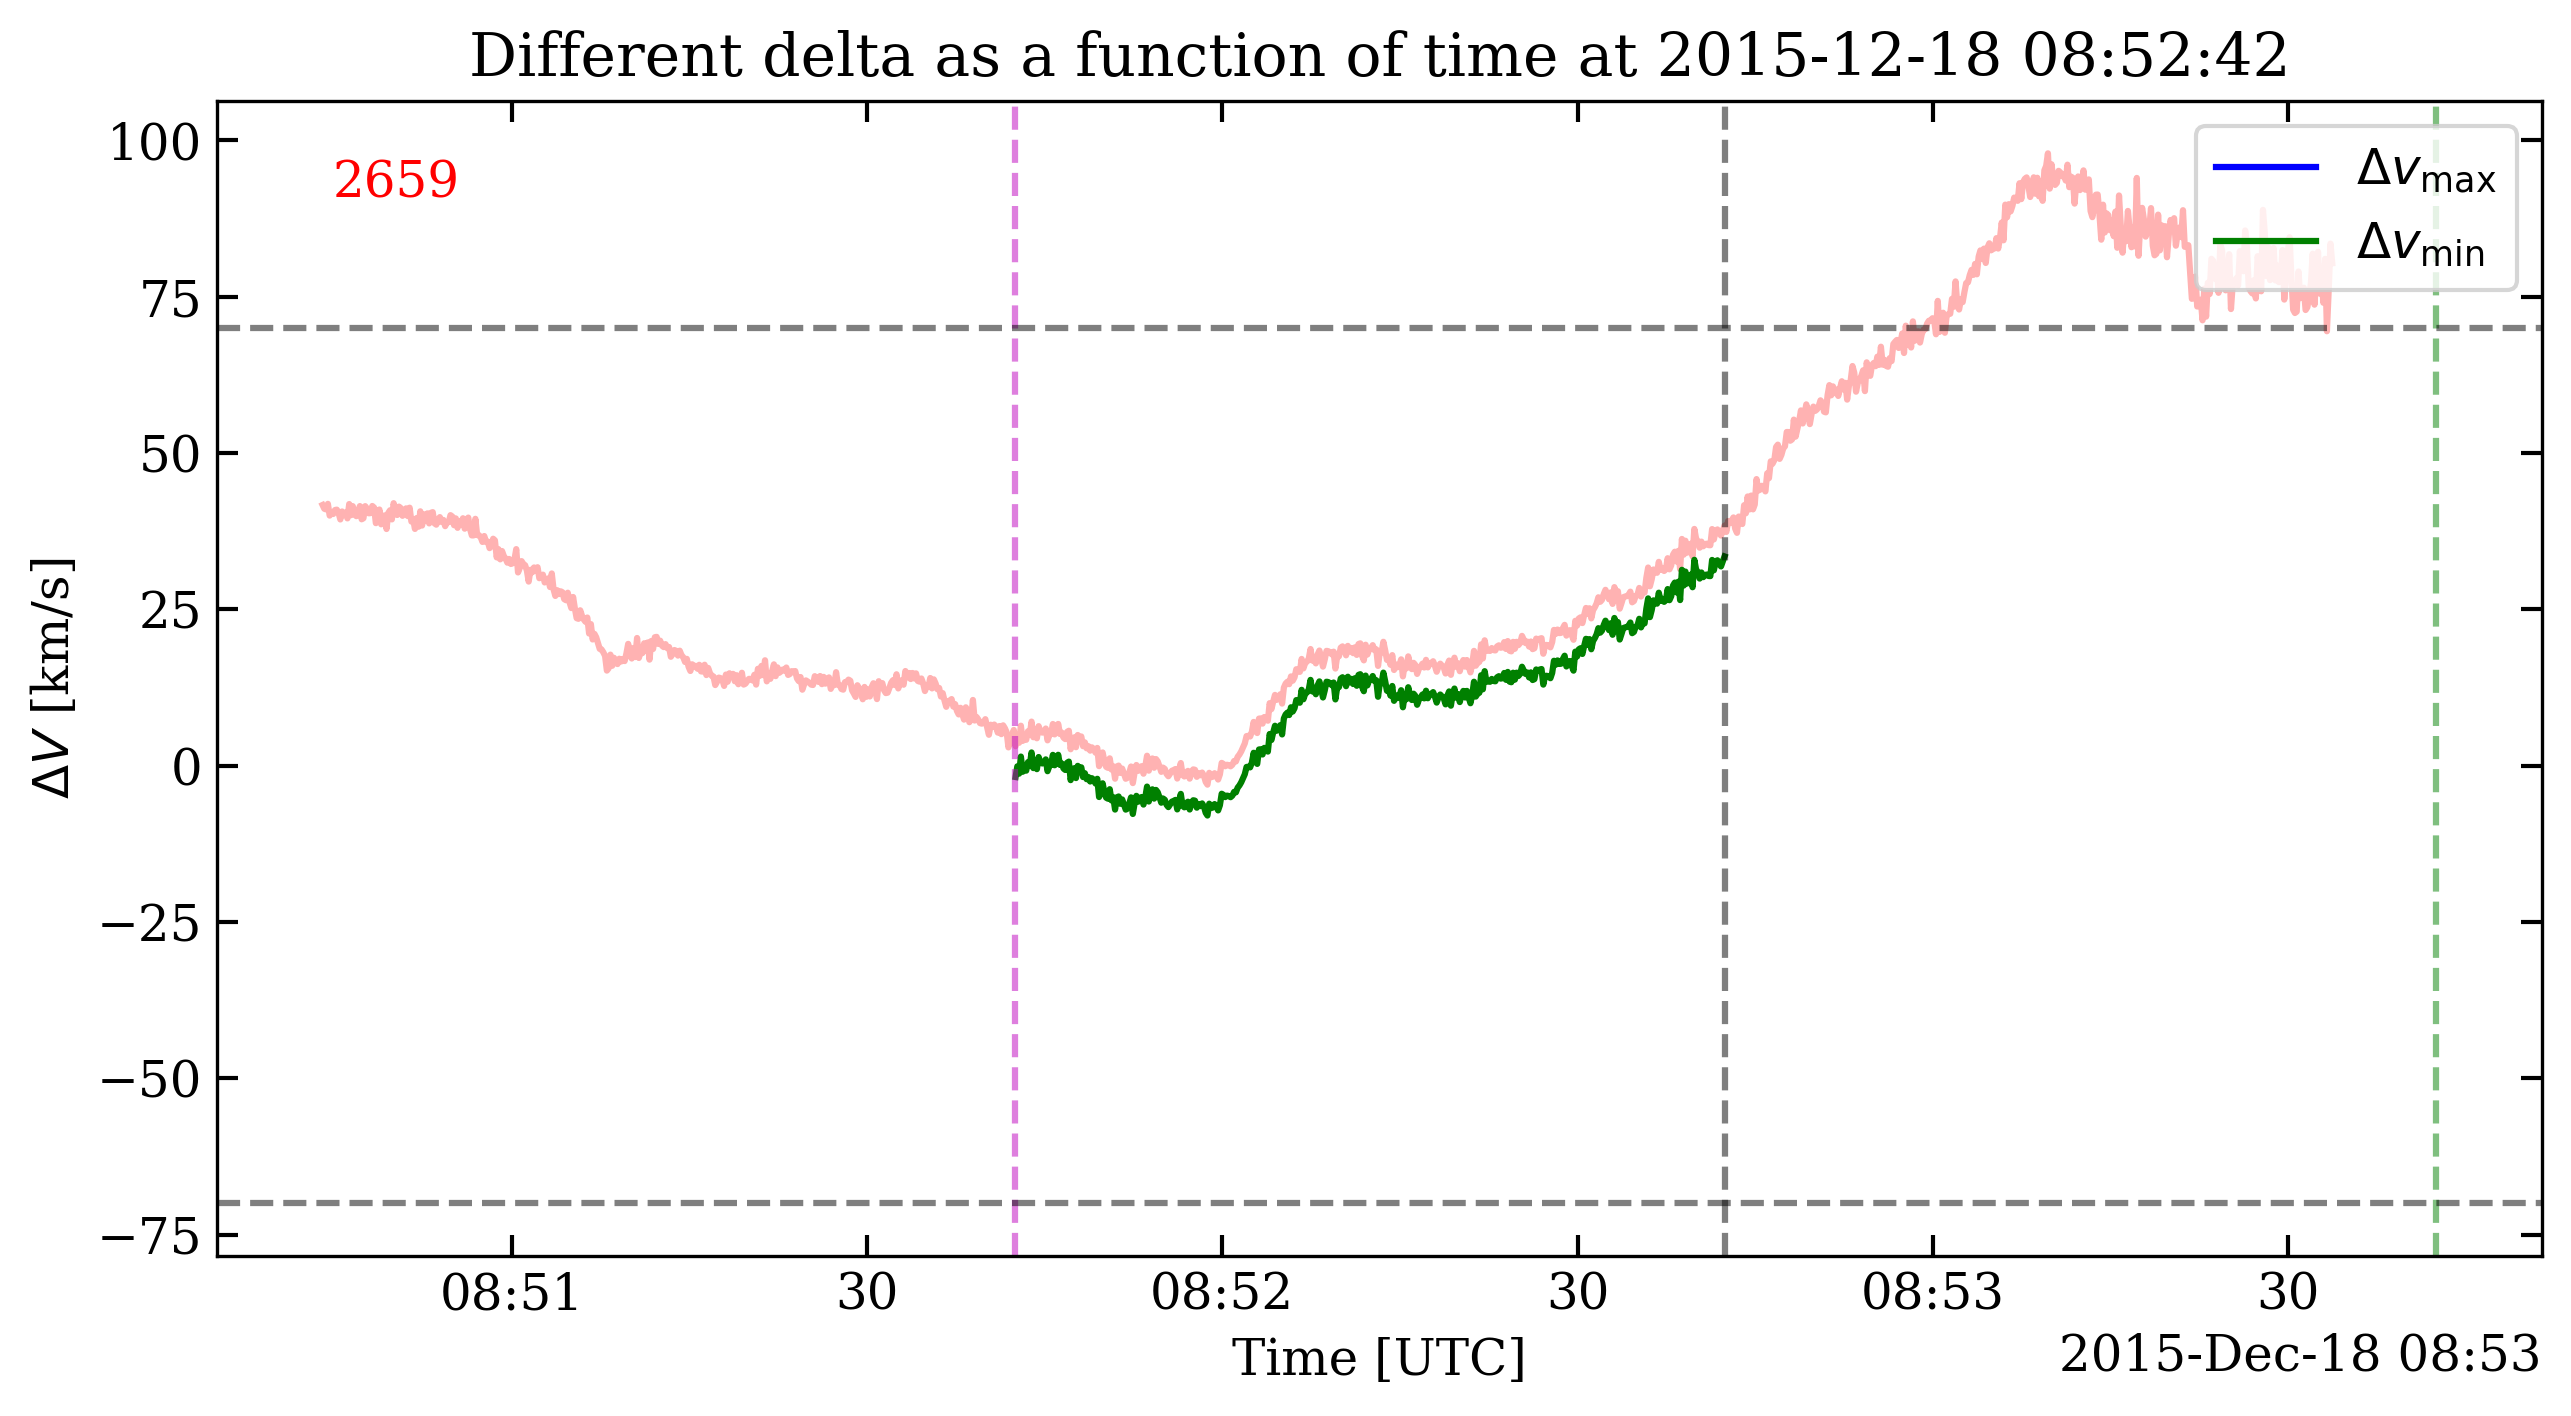 Different delta as a function of time at 2015-12-18 08:52:42
2659
Δv_max
Δv_min
100
75
50
25
0
−25
−50
−75
ΔV [km/s]
08:51 30 08:52 30 08:53 30
Time [UTC]
2015-Dec-18 08:53